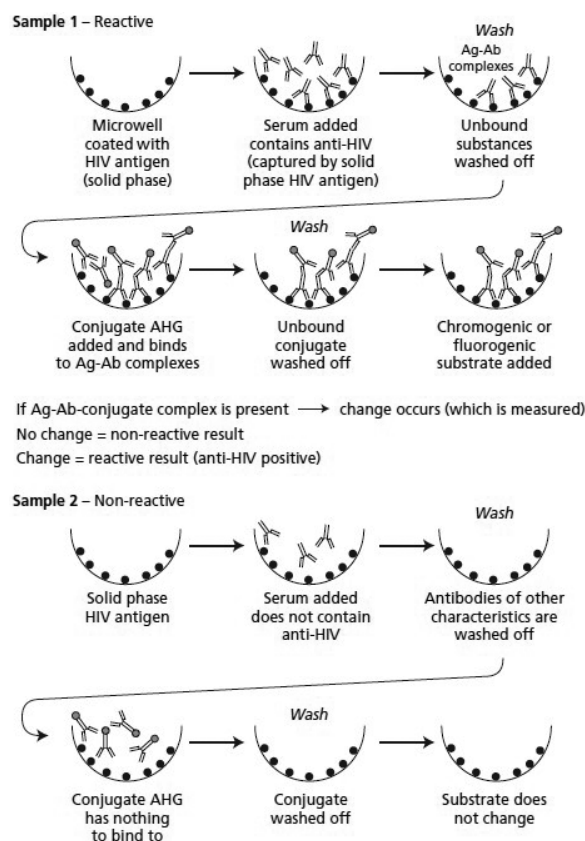 Sample 1 – Reactive
Wash
Ag-Ab
complexes
Microwell
coated with
HIV antigen
(solid phase)
Serum added
contains anti-HIV
(captured by solid
phase HIV antigen)
Unbound
substances
washed off
Wash
Conjugate AHG
added and binds
to Ag-Ab complexes
Unbound
conjugate
washed off
Chromogenic or
fluorogenic
substrate added
If Ag-Ab-conjugate complex is present → change occurs (which is measured)
No change = non-reactive result
Change = reactive result (anti-HIV positive)
Sample 2 – Non-reactive
Wash
Solid phase
HIV antigen
Serum added
does not contain
anti-HIV
Antibodies of other
characteristics are
washed off
Wash
Conjugate AHG
has nothing
to bind to
Conjugate
washed off
Substrate does
not change